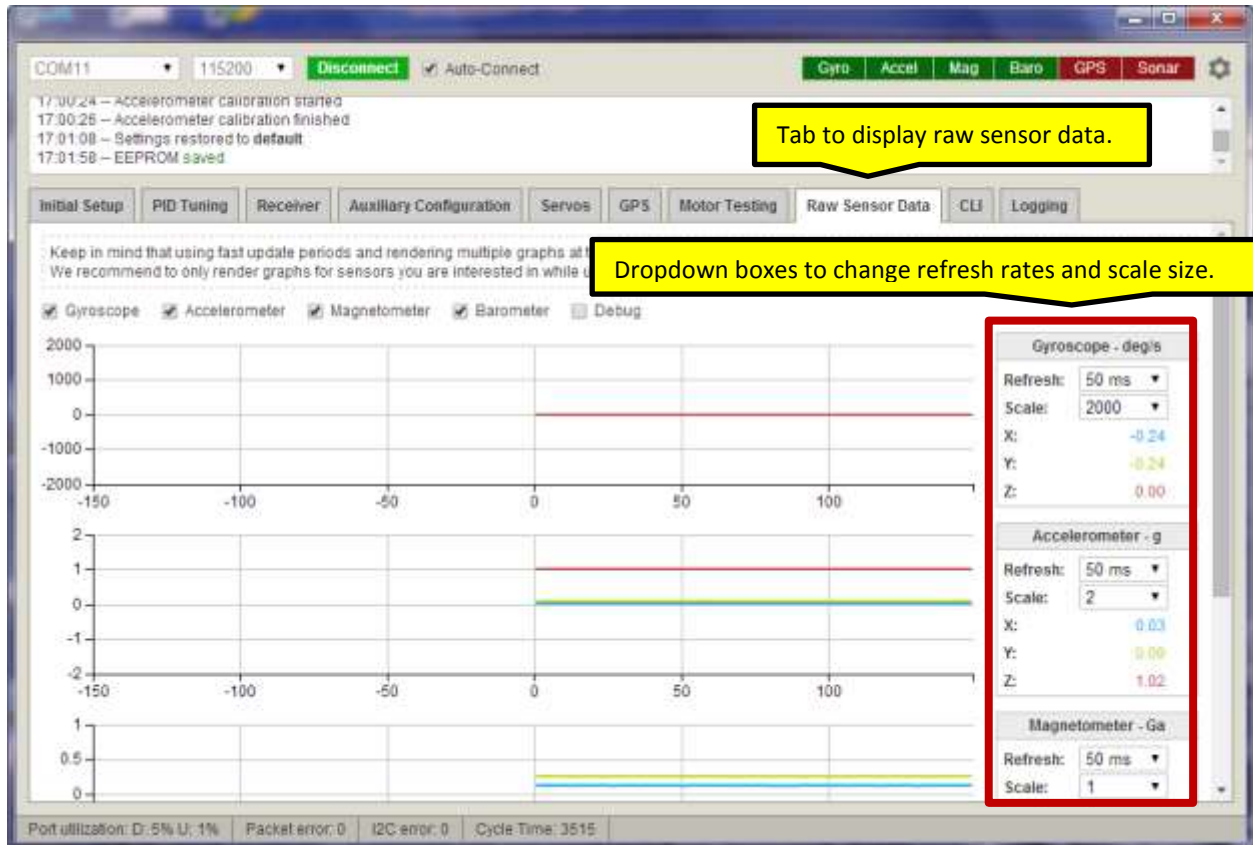 COM11 115200 Disconnect Auto-Connect Gyro Accel Mag Baro GPS Sonar
17:00:24 -- Accelerometer calibration started
17:00:26 -- Accelerometer calibration finished
17:01:08 -- Settings restored to default
17:01:58 -- EEPROM saved
Tab to display raw sensor data.
Initial Setup PID Tuning Receiver Auxiliary Configuration Servos GPS Motor Testing Raw Sensor Data CLI Logging
Keep in mind that using fast update periods and rendering multiple graphs at
We recommend to only render graphs for sensors you are interested in while
Dropdown boxes to change refresh rates and scale size.
Gyroscope Accelerometer Magnetometer Barometer Debug
2000
1000
0
-1000
-2000
-150 -100 -50 0 50 100
Gyroscope - deg/s
Refresh: 50 ms
Scale: 2000
X: -0.24
Y: -0.24
Z: 0.00
2
1
0
-1
-2
-150 -100 -50 0 50 100
Accelerometer - g
Refresh: 50 ms
Scale: 2
X: 0.03
Y: 0.09
Z: 1.02
1
0.5
0
Magnetometer - Ga
Refresh: 50 ms
Scale: 1
Port utilization: D: 5% U: 1% Packet error: 0 I2C error: 0 Cycle Time: 3515